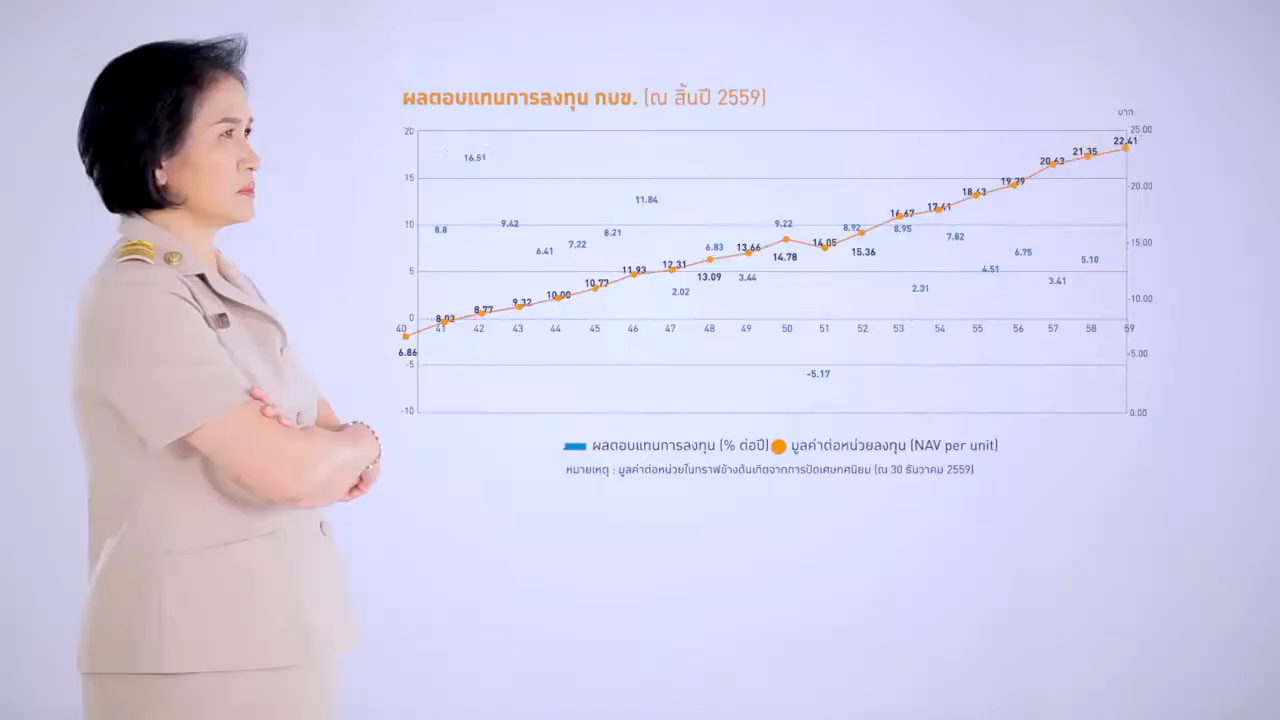 ผลตอบแทนการลงทุน กบข. (ณ สิ้นปี 2559)
บาท
20 25.00
22.41
21.35
16.51 20.63
15 19.29 20.00
18.63
11.84 17.41
16.67
10 8.8 9.42 8.21 9.22 8.92 8.95
7.82
6.41 7.22 6.83 13.66 14.05 15.00
14.78 15.36 6.75 5.10
5 11.93 12.31 13.09 3.44 4.51 3.41
10.77 2.02 2.31
10.00 10.00
9.32
8.77
0 8.02
40 41 42 43 44 45 46 47 48 49 50 51 52 53 54 55 56 57 58 59
6.86 5.00
-5 -5.17
-10 0.00
ผลตอบแทนการลงทุน (% ต่อปี) มูลค่าต่อหน่วยลงทุน (NAV per unit)
หมายเหตุ : มูลค่าต่อหน่วยในกราฟข้างต้นเกิดจากการปัดเศษทศนิยม (ณ 30 ธันวาคม 2559)